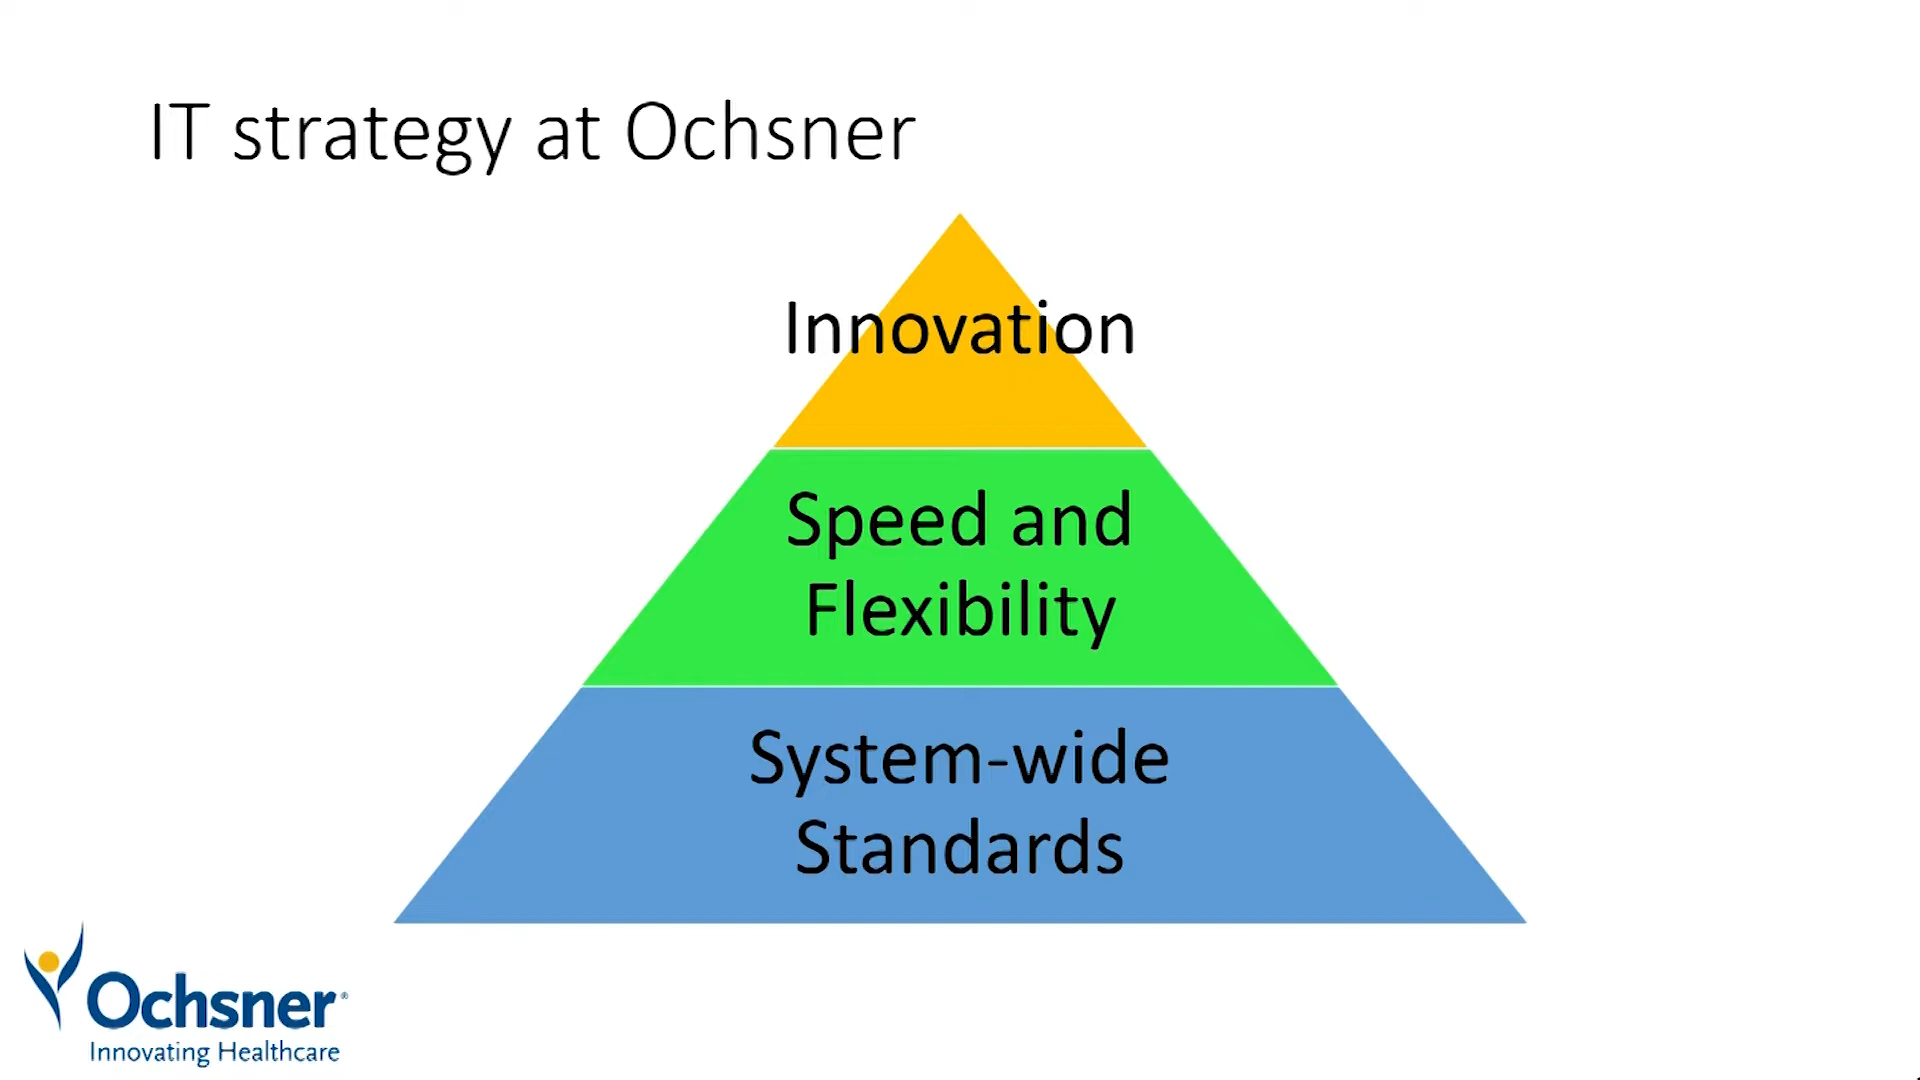 IT strategy at Ochsner
Innovation
Speed and
Flexibility
System-wide
Standards
Ochsner®
Innovating Healthcare